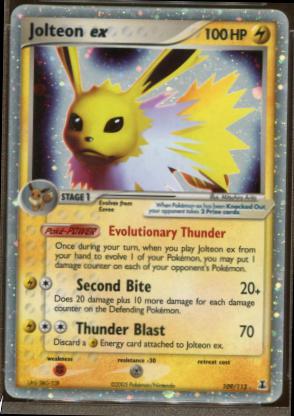 Jolteon ex 100 HP
Illus. Mitsuhiro Arita
STAGE 1
Evolves from
Eevee
When Pokémon-ex has been Knocked Out,
your opponent takes 2 Prize cards.
POKÉ-POWER Evolutionary Thunder
Once during your turn, when you play Jolteon ex from
your hand to evolve 1 of your Pokémon, you may put 1
damage counter on each of your opponent's Pokémon.
Second Bite 20+
Does 20 damage plus 10 more damage for each damage
counter on the Defending Pokémon.
Thunder Blast 70
Discard a Energy card attached to Jolteon ex.
weakness resistance -30 retreat cost
©2005 Pokémon/Nintendo 109/113